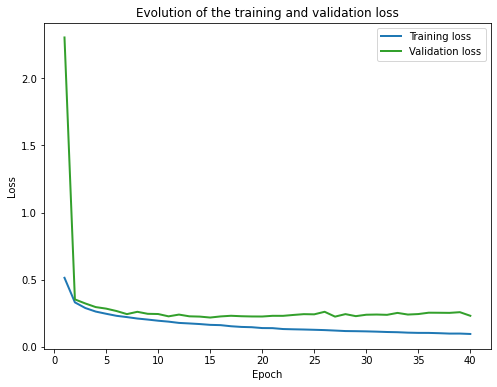 Evolution of the training and validation loss
Training loss
Validation loss
Loss
2.0
1.5
1.0
0.5
0.0
0 5 10 15 20 25 30 35 40
Epoch